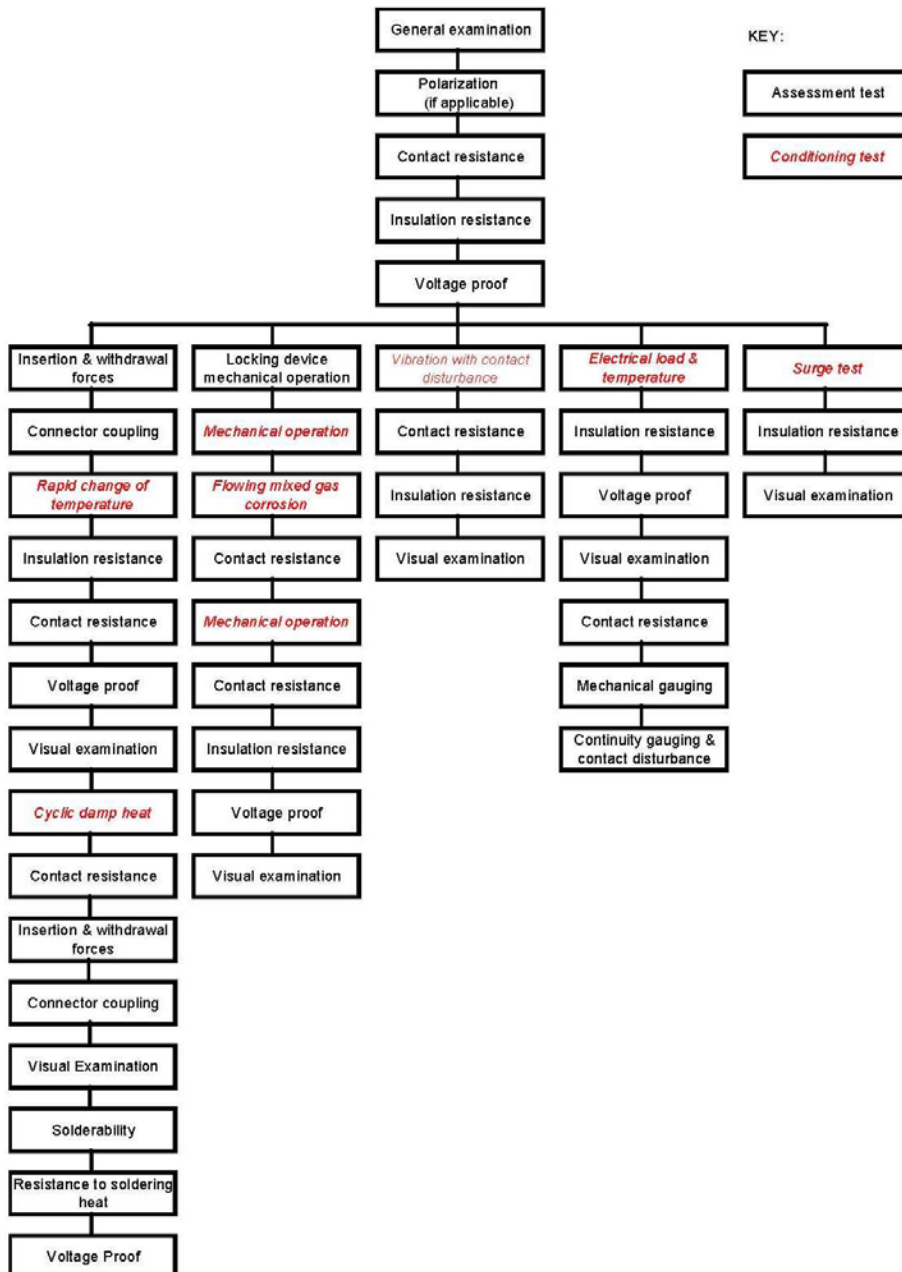 General examination
KEY:
Polarization
(if applicable)
Assessment test
Contact resistance
Conditioning test
Insulation resistance
Voltage proof
Insertion & withdrawal
forces
Connector coupling
Rapid change of
temperature
Insulation resistance
Contact resistance
Voltage proof
Visual examination
Cyclic damp heat
Contact resistance
Insertion & withdrawal
forces
Connector coupling
Visual Examination
Solderability
Resistance to soldering
heat
Voltage Proof
Locking device
mechanical operation
Mechanical operation
Flowing mixed gas
corrosion
Contact resistance
Mechanical operation
Contact resistance
Insulation resistance
Voltage proof
Visual examination
Vibration with contact
disturbance
Contact resistance
Insulation resistance
Visual examination
Electrical load &
temperature
Insulation resistance
Voltage proof
Visual examination
Contact resistance
Mechanical gauging
Continuity gauging &
contact disturbance
Surge test
Insulation resistance
Visual examination